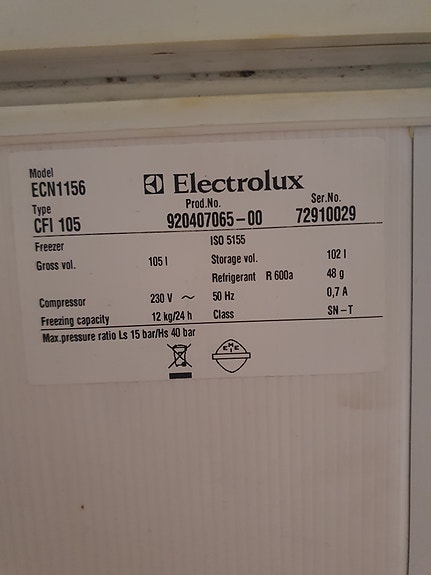 Model
ECN1156
Electrolux
Type
CFI 105
Prod.No.
920407065-00
Ser.No.
72910029
Freezer
ISO 5155
Gross vol. 105 l
Storage vol. 102 l
Refrigerant R 600a 48 g
Compressor 230 V ~ 50 Hz 0,7 A
Freezing capacity 12 kg/24 h Class SN-T
Max.pressure ratio Ls 15 bar/Hs 40 bar